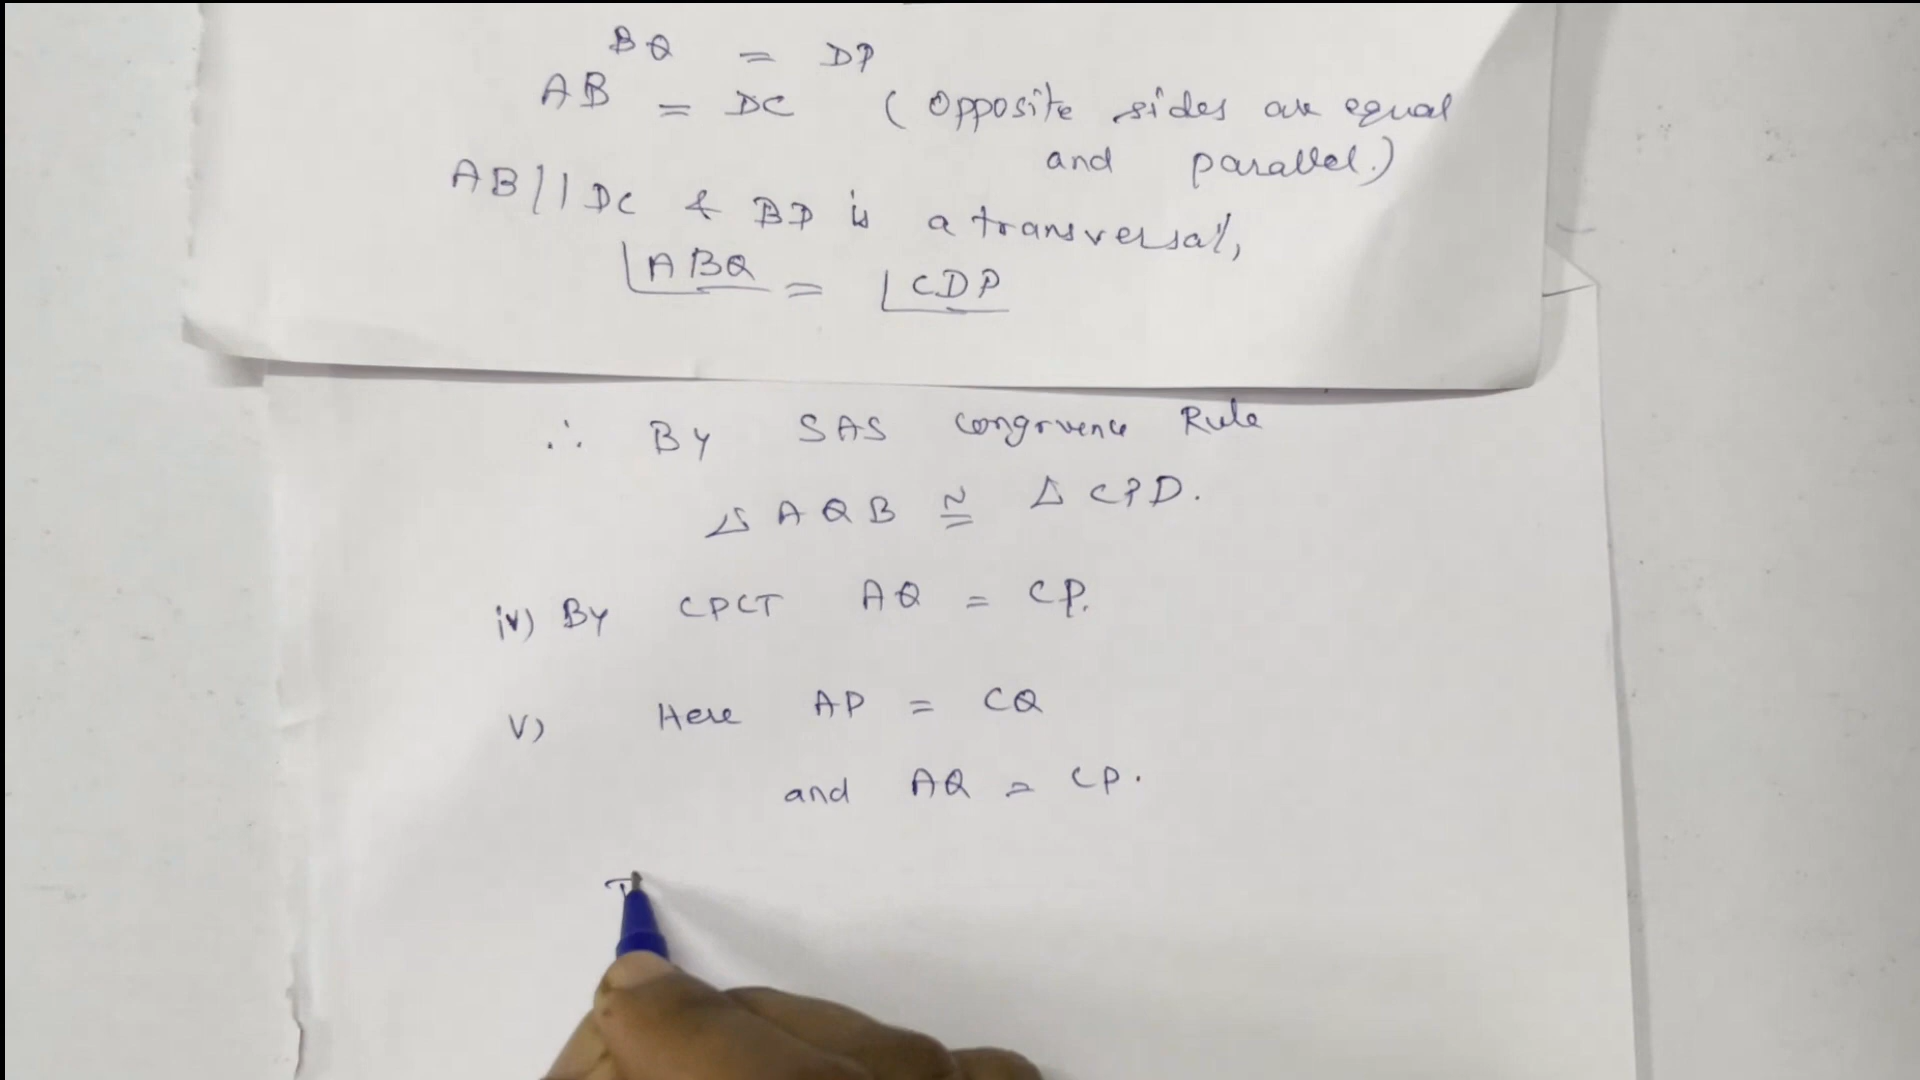 BQ = DP
AB = DC (Opposite sides are equal
and parallel.)
AB||DC & BD is a transversal,
∠ABQ = ∠CDP
∴ By SAS congruence Rule
△AQB ≅ △CPD.
iv) By CPCT AQ = CP.
v) Here AP = CQ
and AQ = CP.
T